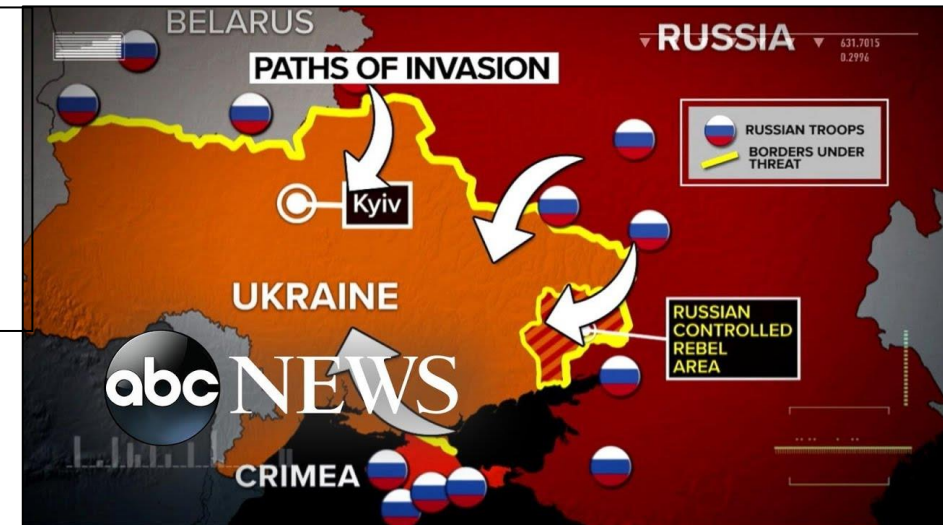 BELARUS
RUSSIA
631.7015
0.2996
PATHS OF INVASION
RUSSIAN TROOPS
BORDERS UNDER
THREAT
Kyiv
UKRAINE
RUSSIAN
CONTROLLED
REBEL
AREA
abc NEWS
CRIMEA